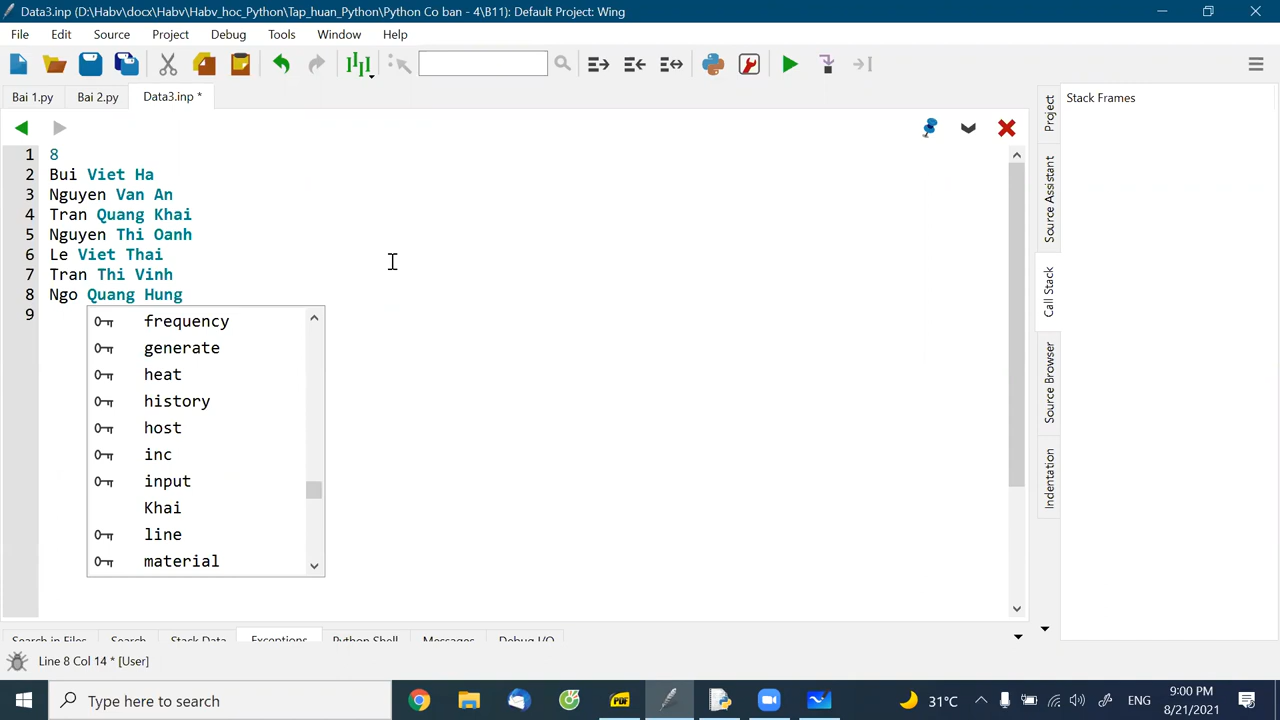 Data3.inp (D:\Habv\docx\Habv\Habv_hoc_Python\Tap_huan_Python\Python Co ban - 4\B11): Default Project: Wing
File Edit Source Project Debug Tools Window Help
Bai 1.py Bai 2.py Data3.inp *
Stack Frames
1 8
2 Bui Viet Ha
3 Nguyen Van An
4 Tran Quang Khai
5 Nguyen Thi Oanh
6 Le Viet Thai
7 Tran Thi Vinh
8 Ngo Quang Hung
9
frequency
generate
heat
history
host
inc
input
Khai
line
material
Project
Source Assistant
Call Stack
Source Browser
Indentation
Search in Files Search Stack Data Exceptions Python Shell Messages Debug I/O
Line 8 Col 14 * [User]
Type here to search
PDF
31°C
ENG
9:00 PM
8/21/2021